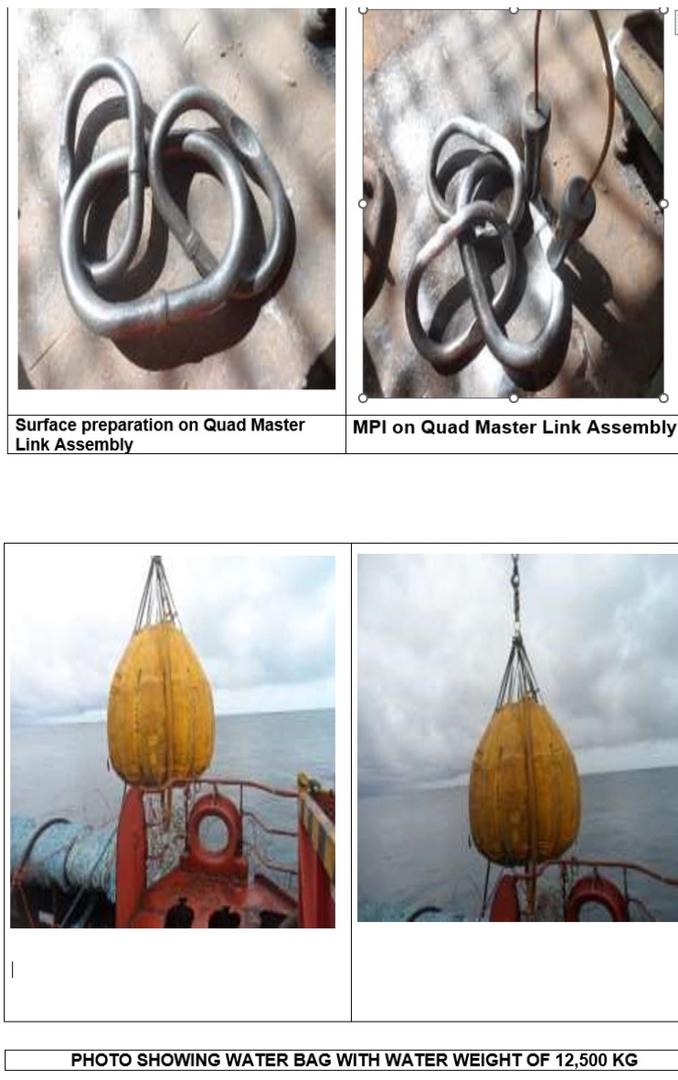 Surface preparation on Quad Master
Link Assembly
MPI on Quad Master Link Assembly
PHOTO SHOWING WATER BAG WITH WATER WEIGHT OF 12,500 KG